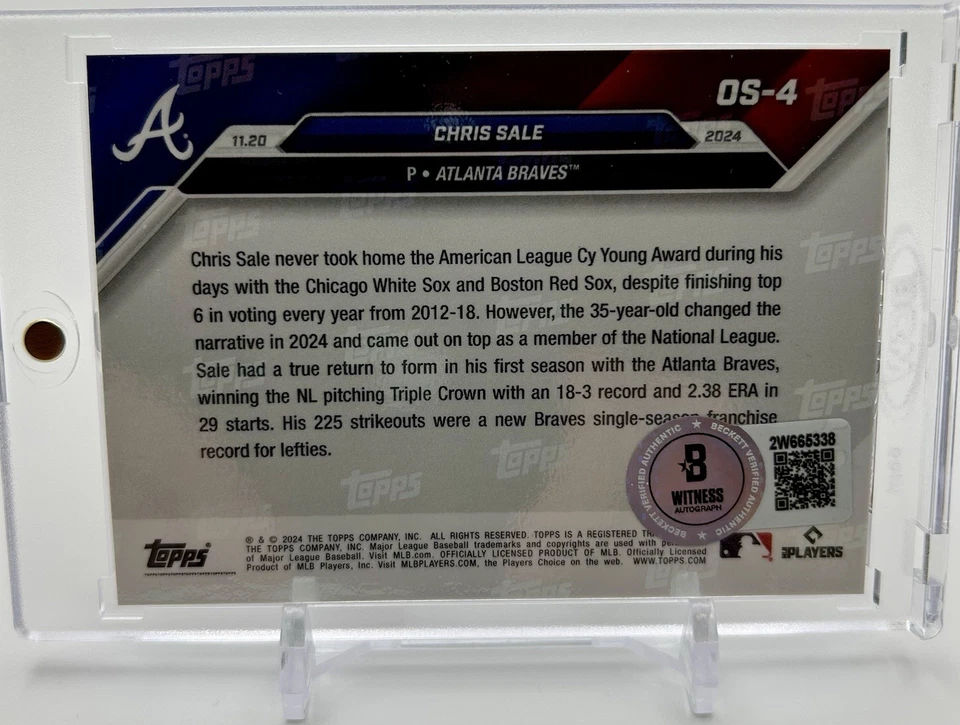 OS-4
11.20
CHRIS SALE
2024
P • ATLANTA BRAVES™
Chris Sale never took home the American League Cy Young Award during his
days with the Chicago White Sox and Boston Red Sox, despite finishing top
6 in voting every year from 2012-18. However, the 35-year-old changed the
narrative in 2024 and came out on top as a member of the National League.
Sale had a true return to form in his first season with the Atlanta Braves,
winning the NL pitching Triple Crown with an 18-3 record and 2.38 ERA in
29 starts. His 225 strikeouts were a new Braves single-season franchise
record for lefties.
BECKETT VERIFIED AUTHENTIC ★ BECKETT VERIFIED AUTHENTIC ★ BECKETT
B
WITNESS
AUTOGRAPH
2W665338
Topps
® & © 2024 THE TOPPS COMPANY, INC. ALL RIGHTS RESERVED. TOPPS IS A REGISTERED
THE TOPPS COMPANY, INC. Major League Baseball trademarks and copyrights are used with
of Major League Baseball. Visit MLB.com. OFFICIALLY LICENSED PRODUCT OF MLB. Officially Licensed
Product of MLB Players, Inc. Visit MLBPLAYERS.COM, the Players Choice on the web. WWW.TOPPS.COM
MLB PLAYERS